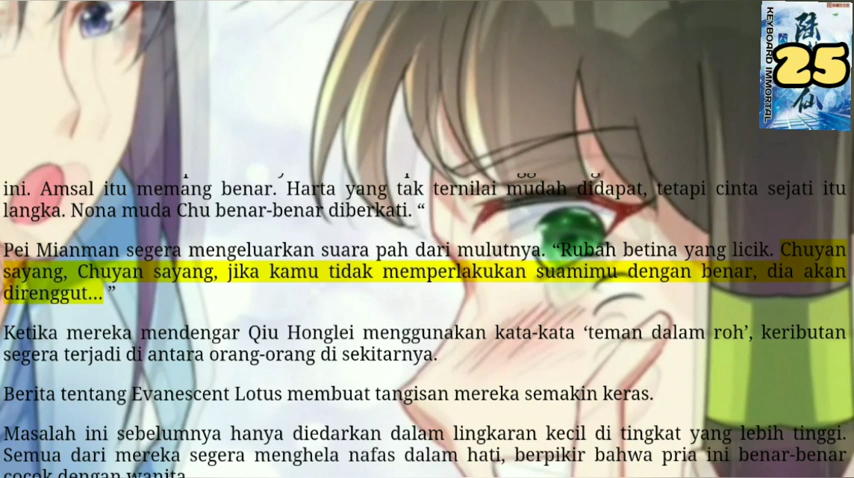 KEYBOARD IMMORTAL
25
ini. Amsal itu memang benar. Harta yang tak ternilai mudah didapat, tetapi cinta sejati itu
langka. Nona muda Chu benar-benar diberkati. “
Pei Mianman segera mengeluarkan suara pah dari mulutnya. “Rubah betina yang licik. Chuyan
sayang, Chuyan sayang, jika kamu tidak memperlakukan suamimu dengan benar, dia akan
direnggut... ”
Ketika mereka mendengar Qiu Honglei menggunakan kata-kata ‘teman dalam roh’, keributan
segera terjadi di antara orang-orang di sekitarnya.
Berita tentang Evanescent Lotus membuat tangisan mereka semakin keras.
Masalah ini sebelumnya hanya diedarkan dalam lingkaran kecil di tingkat yang lebih tinggi.
Semua dari mereka segera menghela nafas dalam hati, berpikir bahwa pria ini benar-benar
cocok dengan wanita